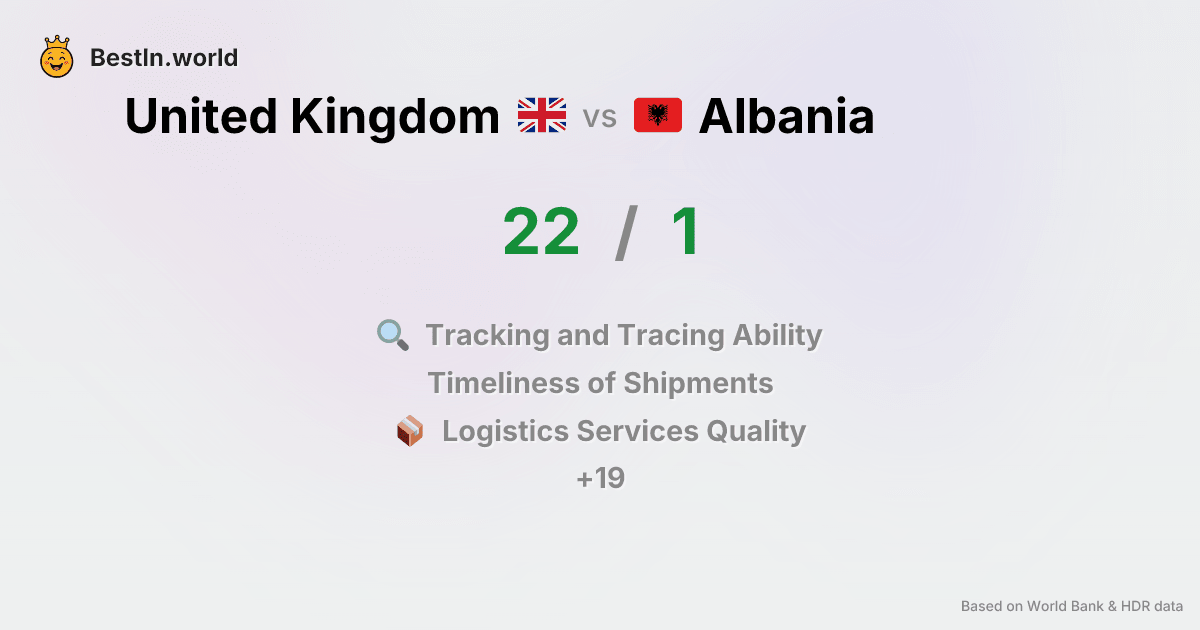 BestIn.world
United Kingdom vs Albania
22 / 1
Tracking and Tracing Ability
Timeliness of Shipments
Logistics Services Quality
+19
Based on World Bank & HDR data